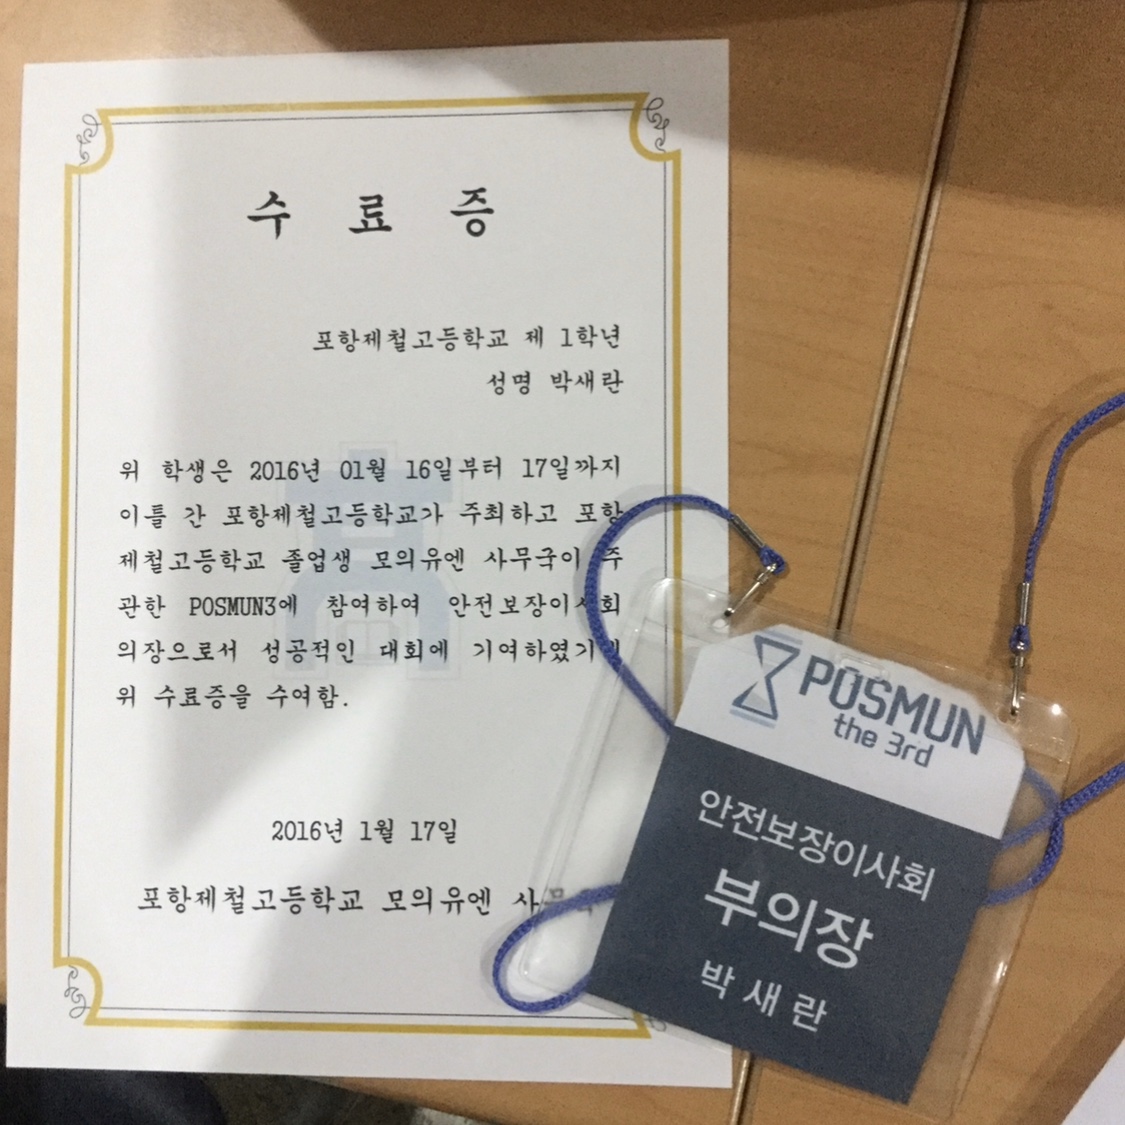 수 료 증
포항제철고등학교 제 1학년
성명 박새란
위 학생은 2016년 01월 16일부터 17일까지
이틀 간 포항제철고등학교가 주최하고 포항
제철고등학교 졸업생 모의유엔 사무국이 주
관한 POSMUN3에 참여하여 안전보장이사회
의장으로서 성공적인 대회에 기여하였기에
위 수료증을 수여함.
2016년 1월 17일
포항제철고등학교 모의유엔
POSMUN
the 3rd
안전보장이사회
부의장
박 새 란